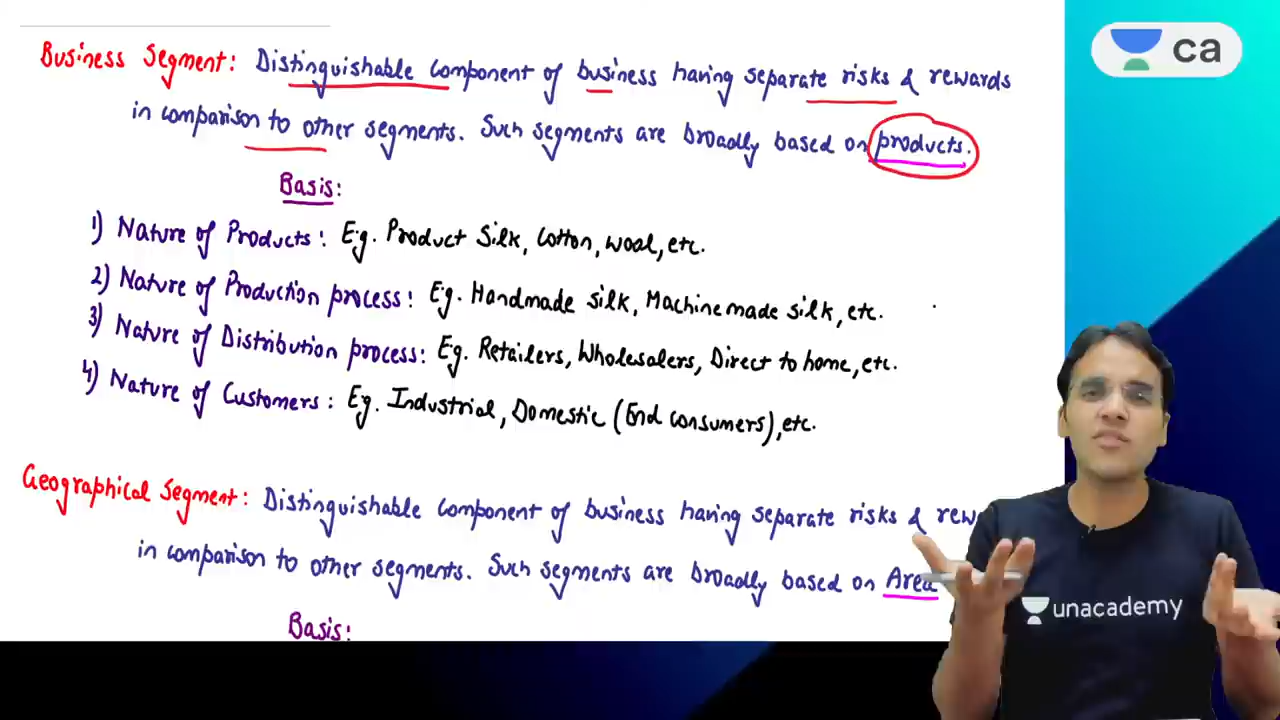 Business Segment: Distinguishable component of business having separate risks & rewards
in comparison to other segments. Such segments are broadly based on products.
Basis:
1) Nature of Products: Eg. Product Silk, Cotton, wool, etc.
2) Nature of Production process: Eg. Handmade silk, Machine made silk, etc.
3) Nature of Distribution process: Eg. Retailers, Wholesalers, Direct to home, etc.
4) Nature of Customers: Eg. Industrial, Domestic (End consumers), etc.
Geographical Segment: Distinguishable component of business having separate risks &
in comparison to other segments. Such segments are broadly based on Area
Basis:
ca
unacademy